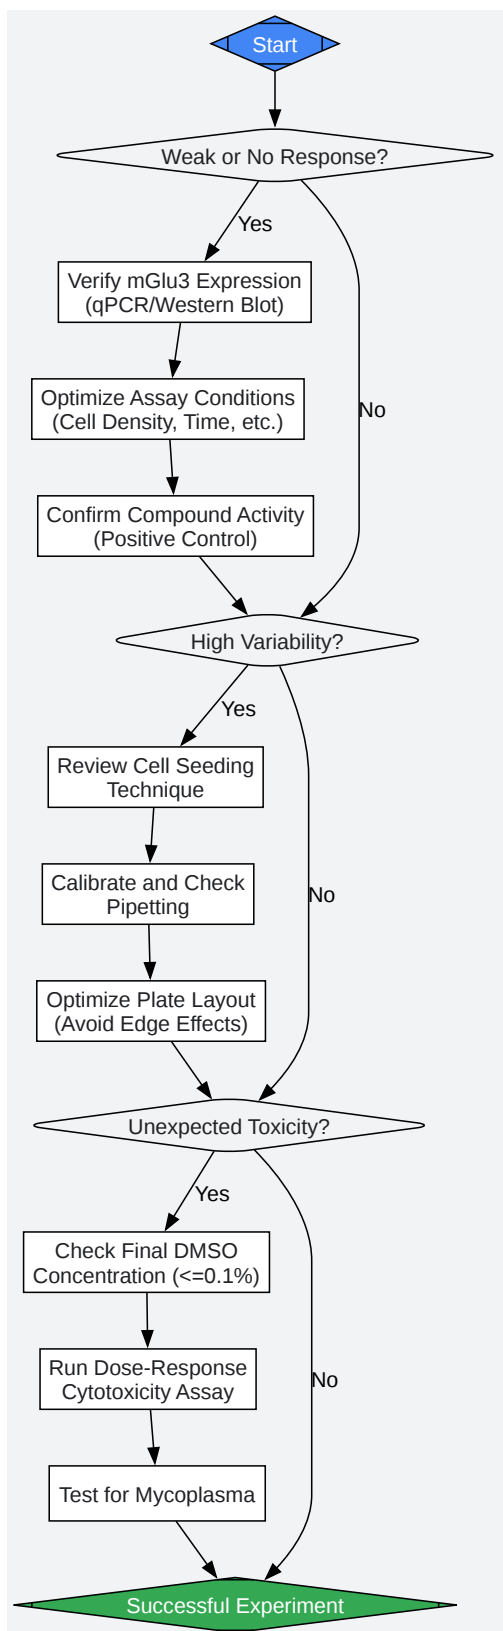 Start
Weak or No Response?
Yes
Verify mGlu3 Expression
(qPCR/Western Blot)
Optimize Assay Conditions
(Cell Density, Time, etc.)
No
Confirm Compound Activity
(Positive Control)
High Variability?
Yes
Review Cell Seeding
Technique
Calibrate and Check
Pipetting
No
Optimize Plate Layout
(Avoid Edge Effects)
Unexpected Toxicity?
Yes
Check Final DMSO
Concentration (<=0.1%)
Run Dose-Response
Cytotoxicity Assay
No
Test for Mycoplasma
Successful Experiment